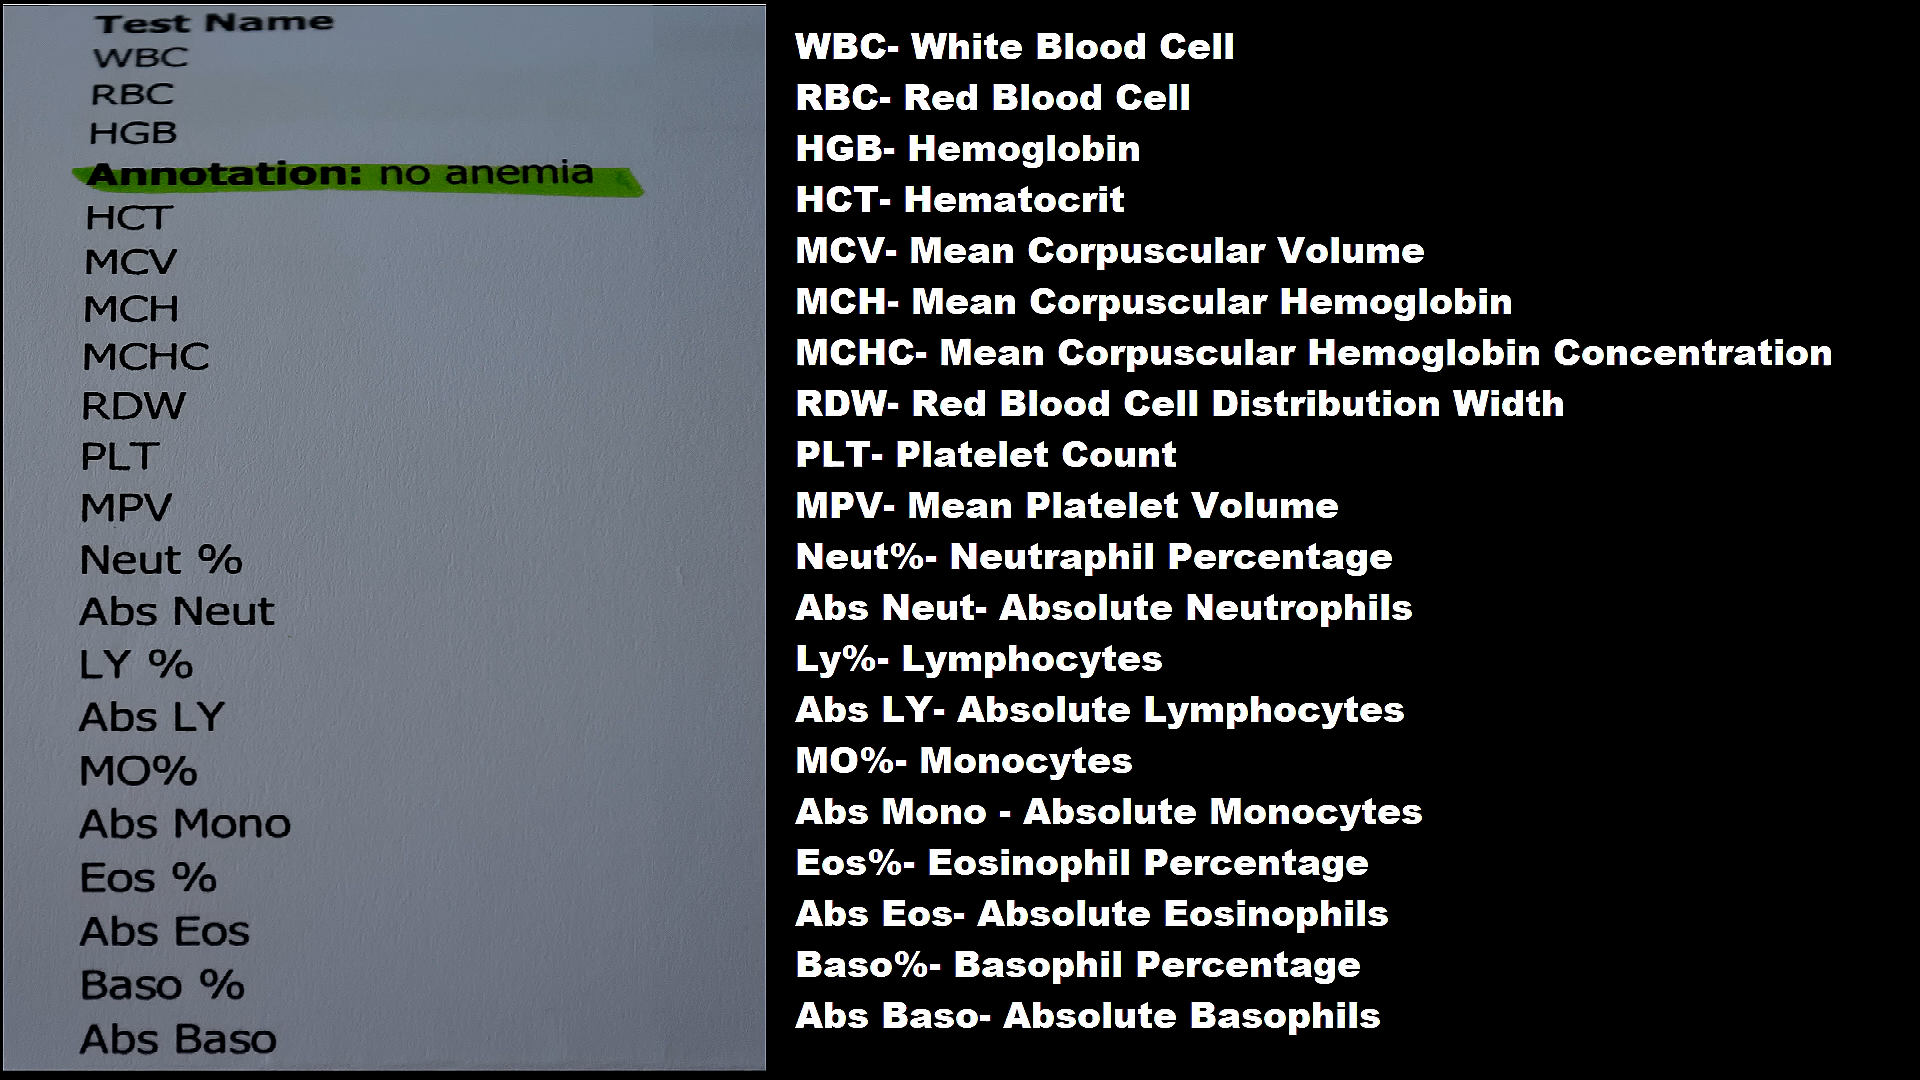 Test Name
WBC
RBC
HGB
Annotation: no anemia
HCT
MCV
MCH
MCHC
RDW
PLT
MPV
Neut %
Abs Neut
LY %
Abs LY
MO%
Abs Mono
Eos %
Abs Eos
Baso %
Abs Baso
WBC- White Blood Cell
RBC- Red Blood Cell
HGB- Hemoglobin
HCT- Hematocrit
MCV- Mean Corpuscular Volume
MCH- Mean Corpuscular Hemoglobin
MCHC- Mean Corpuscular Hemoglobin Concentration
RDW- Red Blood Cell Distribution Width
PLT- Platelet Count
MPV- Mean Platelet Volume
Neut%- Neutraphil Percentage
Abs Neut- Absolute Neutrophils
Ly%- Lymphocytes
Abs LY- Absolute Lymphocytes
MO%- Monocytes
Abs Mono - Absolute Monocytes
Eos%- Eosinophil Percentage
Abs Eos- Absolute Eosinophils
Baso%- Basophil Percentage
Abs Baso- Absolute Basophils